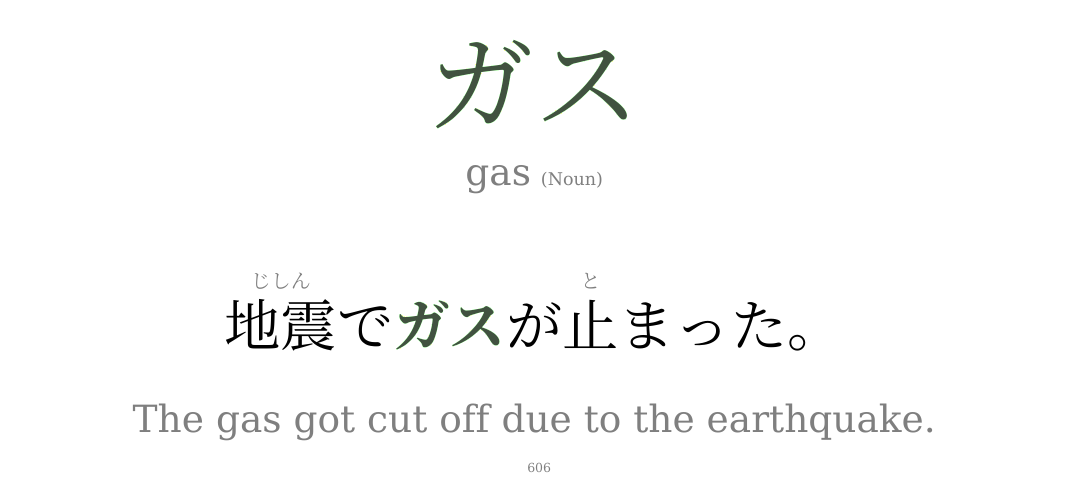 ガス
gas (Noun)
じしん と
地震でガスが止まった。
The gas got cut off due to the earthquake.
606